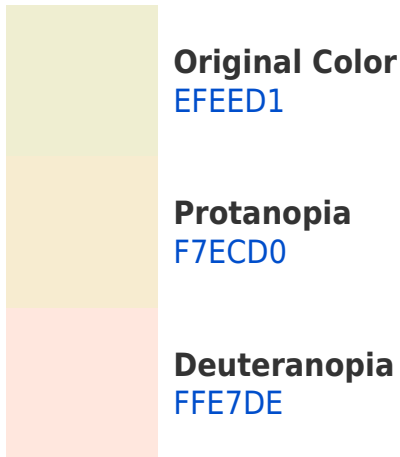 Original Color
EFEED1
Protanopia
F7ECD0
Deuteranopia
FFE7DE